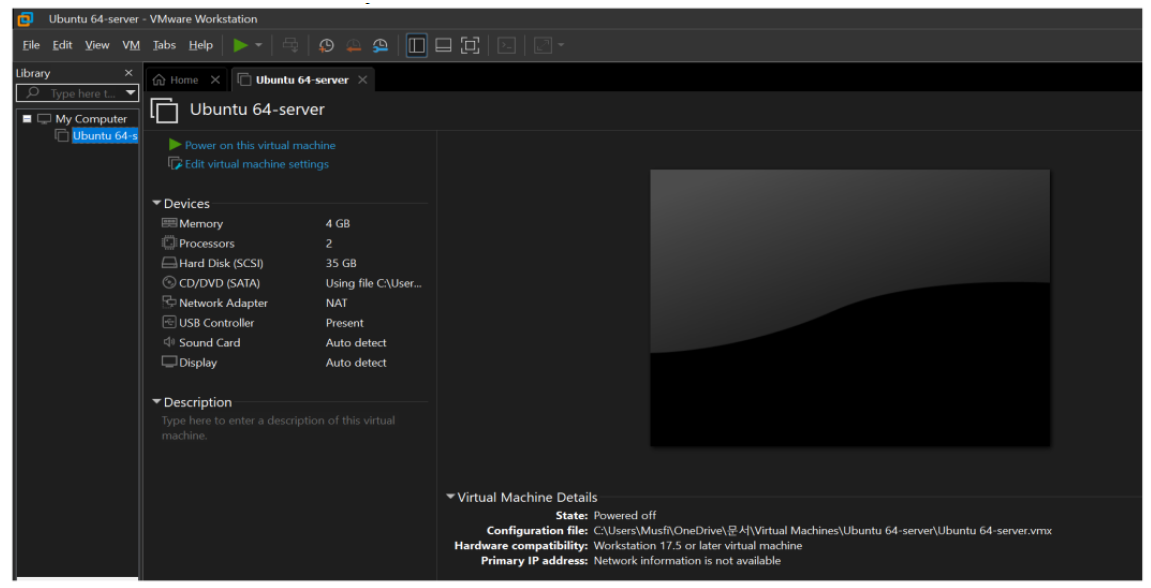 Ubuntu 64-server - VMware Workstation
File Edit View VM Tabs Help
Library ×
Type here t...
My Computer
Ubuntu 64-s
Home × Ubuntu 64-server ×
Ubuntu 64-server
Power on this virtual machine
Edit virtual machine settings
Devices
Memory 4 GB
Processors 2
Hard Disk (SCSI) 35 GB
CD/DVD (SATA) Using file C:\User...
Network Adapter NAT
USB Controller Present
Sound Card Auto detect
Display Auto detect
Description
Type here to enter a description of this virtual
machine.
Virtual Machine Details
State: Powered off
Configuration file: C:\Users\Musfi\OneDrive\문서\Virtual Machines\Ubuntu 64-server\Ubuntu 64-server.vmx
Hardware compatibility: Workstation 17.5 or later virtual machine
Primary IP address: Network information is not available